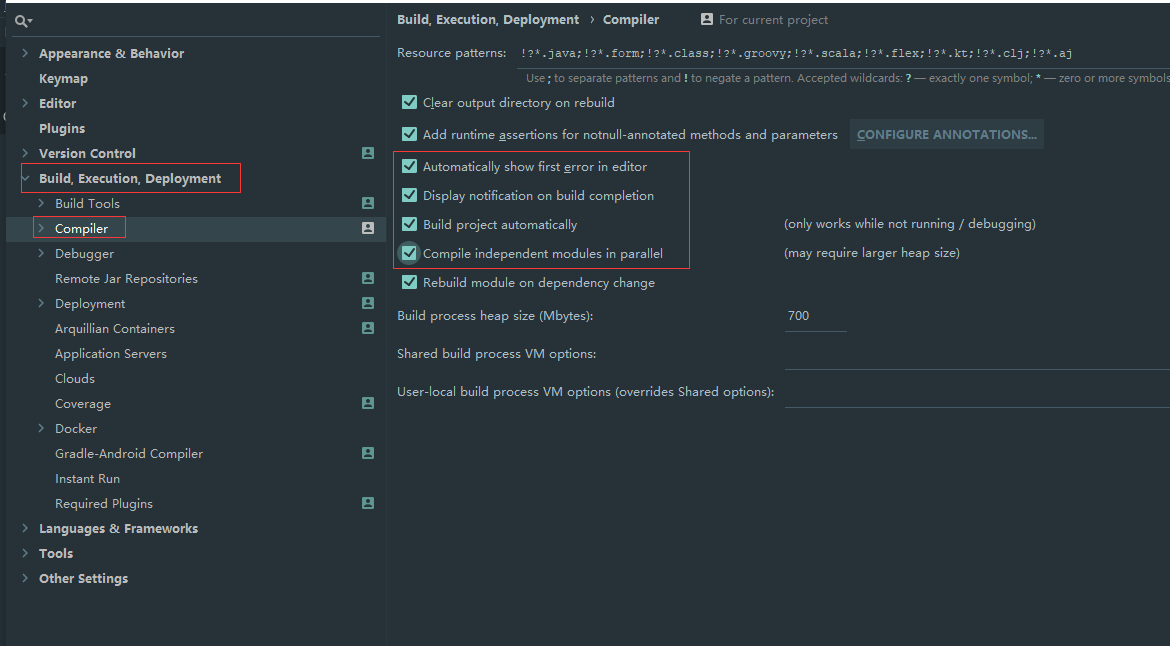 Appearance & Behavior
Keymap
Editor
Plugins
Version Control
Build, Execution, Deployment
Build Tools
Compiler
Debugger
Remote Jar Repositories
Deployment
Arquillian Containers
Application Servers
Clouds
Coverage
Docker
Gradle-Android Compiler
Instant Run
Required Plugins
Languages & Frameworks
Tools
Other Settings
Build, Execution, Deployment › Compiler For current project
Resource patterns: !?*.java;!?*.form;!?*.class;!?*.groovy;!?*.scala;!?*.flex;!?*.kt;!?*.clj;!?*.aj
Use ; to separate patterns and ! to negate a pattern. Accepted wildcards: ? — exactly one symbol; * — zero or more symbols
Clear output directory on rebuild
Add runtime assertions for notnull-annotated methods and parameters CONFIGURE ANNOTATIONS...
Automatically show first error in editor
Display notification on build completion
Build project automatically (only works while not running / debugging)
Compile independent modules in parallel (may require larger heap size)
Rebuild module on dependency change
Build process heap size (Mbytes): 700
Shared build process VM options:
User-local build process VM options (overrides Shared options):